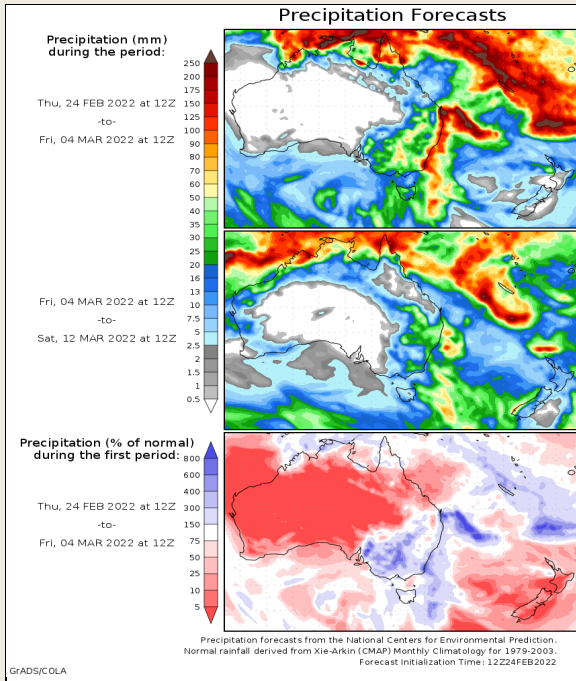 Precipitation Forecasts
Precipitation (mm)
during the period:
Thu, 24 FEB 2022 at 12Z
-to-
Fri, 04 MAR 2022 at 12Z
250
200
175
150
125
100
90
80
70
60
50
40
35
30
25
20
16
13
10
7.5
5
2.5
2
1.5
1
0.5
Fri, 04 MAR 2022 at 12Z
-to-
Sat, 12 MAR 2022 at 12Z
Precipitation (% of normal)
during the first period:
Thu, 24 FEB 2022 at 12Z
-to-
Fri, 04 MAR 2022 at 12Z
800
600
400
300
150
75
50
25
10
5
Precipitation forecasts from the National Centers for Environmental Prediction.
Normal rainfall derived from Xie-Arkin (CMAP) Monthly Climatology for 1979-2003.
Forecast Initialization Time: 12Z24FEB2022
GrADS/COLA